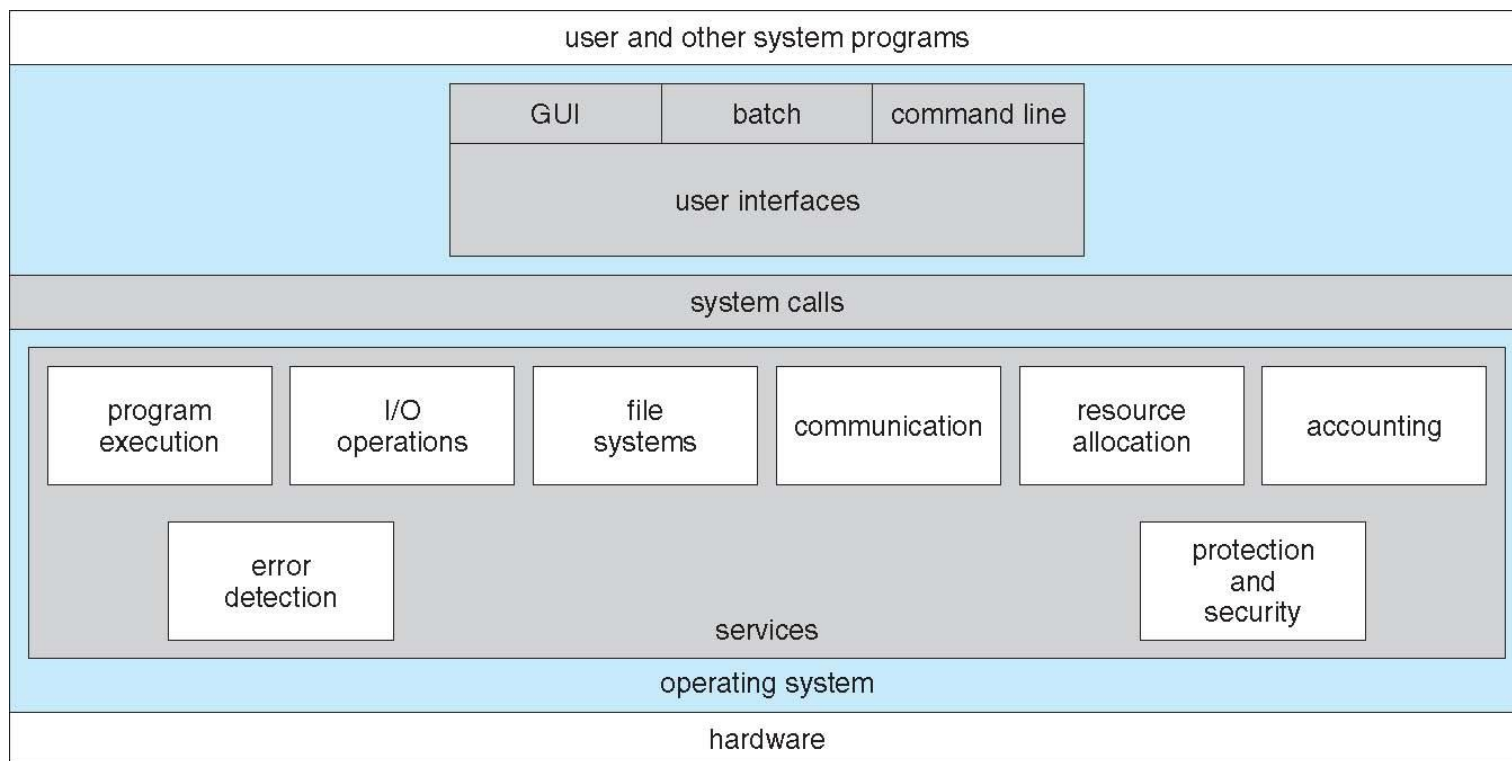 user and other system programs
GUI
batch
command line
user interfaces
system calls
program
execution
I/O
operations
file
systems
communication
resource
allocation
accounting
error
detection
protection
and
security
services
operating system
hardware